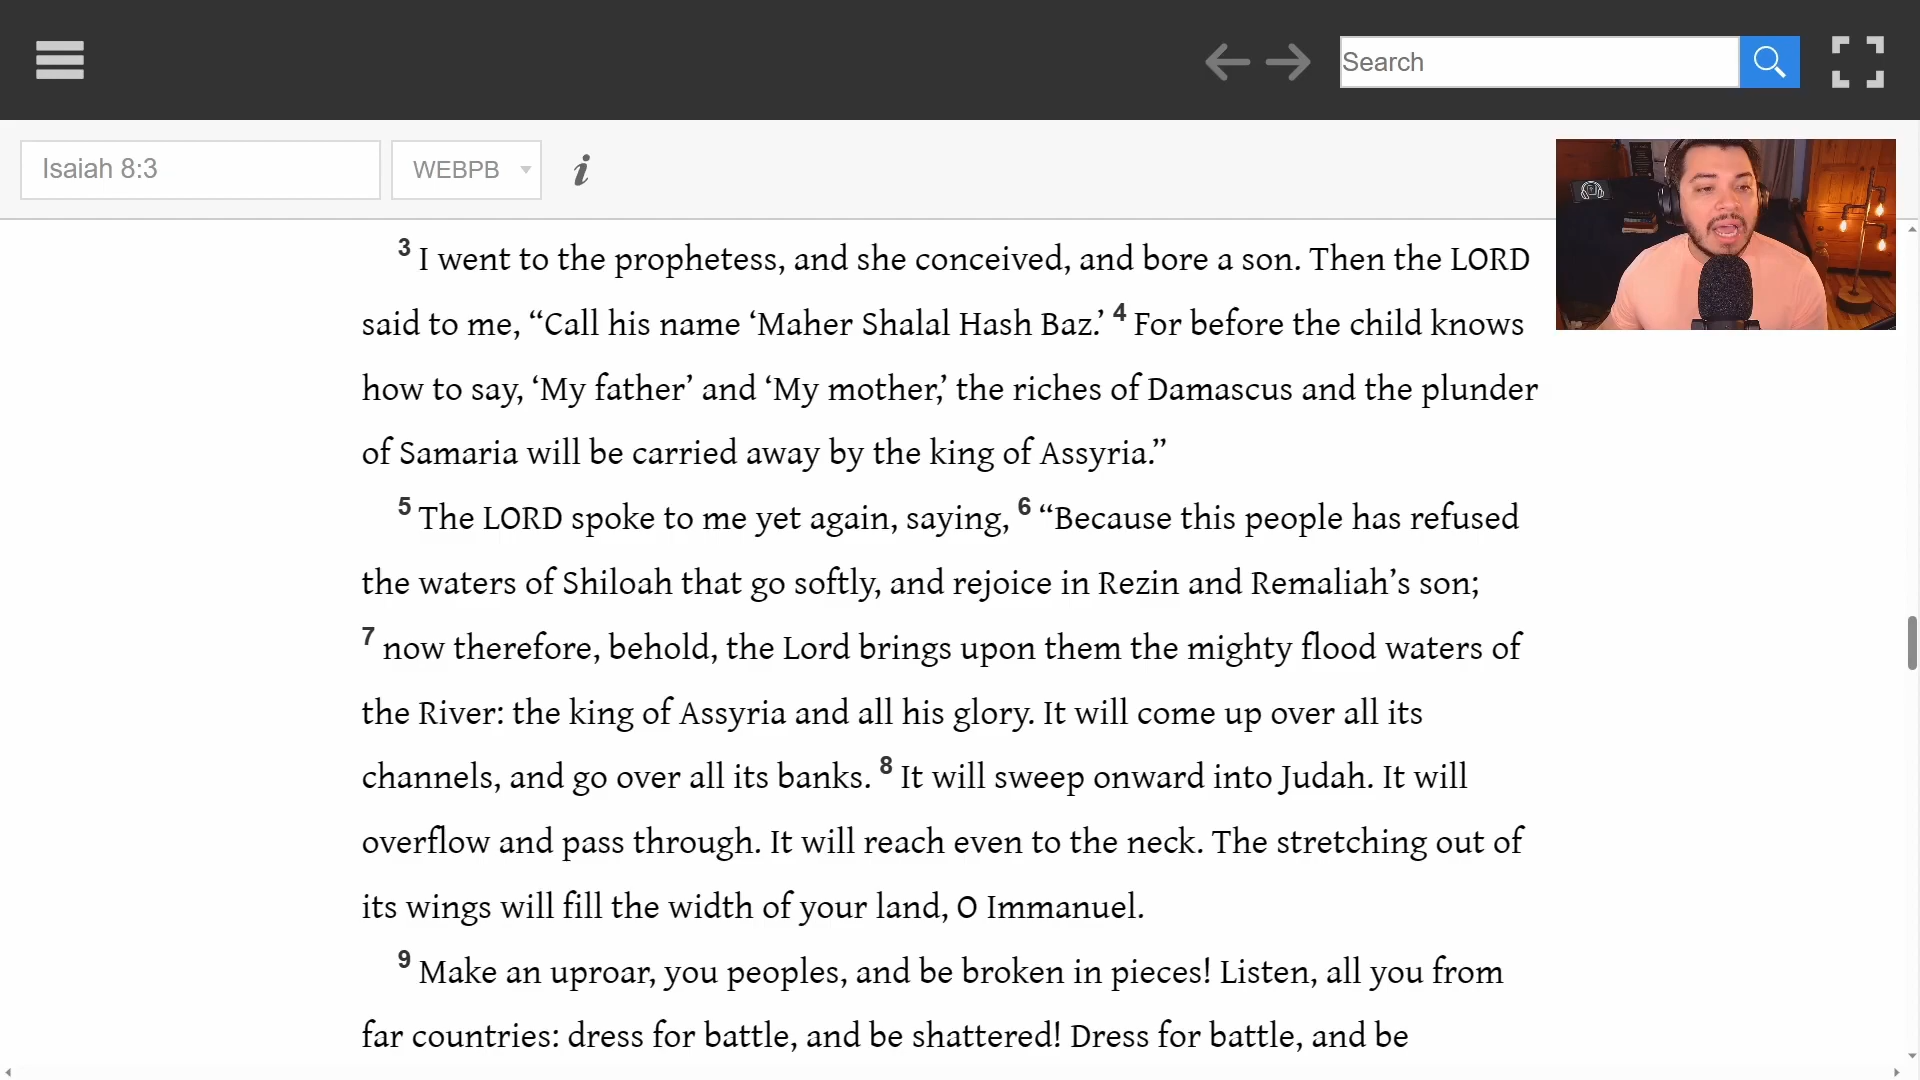 Search
Isaiah 8:3
WEBPB
i
3 I went to the prophetess, and she conceived, and bore a son. Then the LORD
said to me, “Call his name ‘Maher Shalal Hash Baz.’ 4 For before the child knows
how to say, ‘My father’ and ‘My mother,’ the riches of Damascus and the plunder
of Samaria will be carried away by the king of Assyria.”
5 The LORD spoke to me yet again, saying, 6 “Because this people has refused
the waters of Shiloah that go softly, and rejoice in Rezin and Remaliah’s son;
7 now therefore, behold, the Lord brings upon them the mighty flood waters of
the River: the king of Assyria and all his glory. It will come up over all its
channels, and go over all its banks. 8 It will sweep onward into Judah. It will
overflow and pass through. It will reach even to the neck. The stretching out of
its wings will fill the width of your land, O Immanuel.
9 Make an uproar, you peoples, and be broken in pieces! Listen, all you from
far countries: dress for battle, and be shattered! Dress for battle, and be